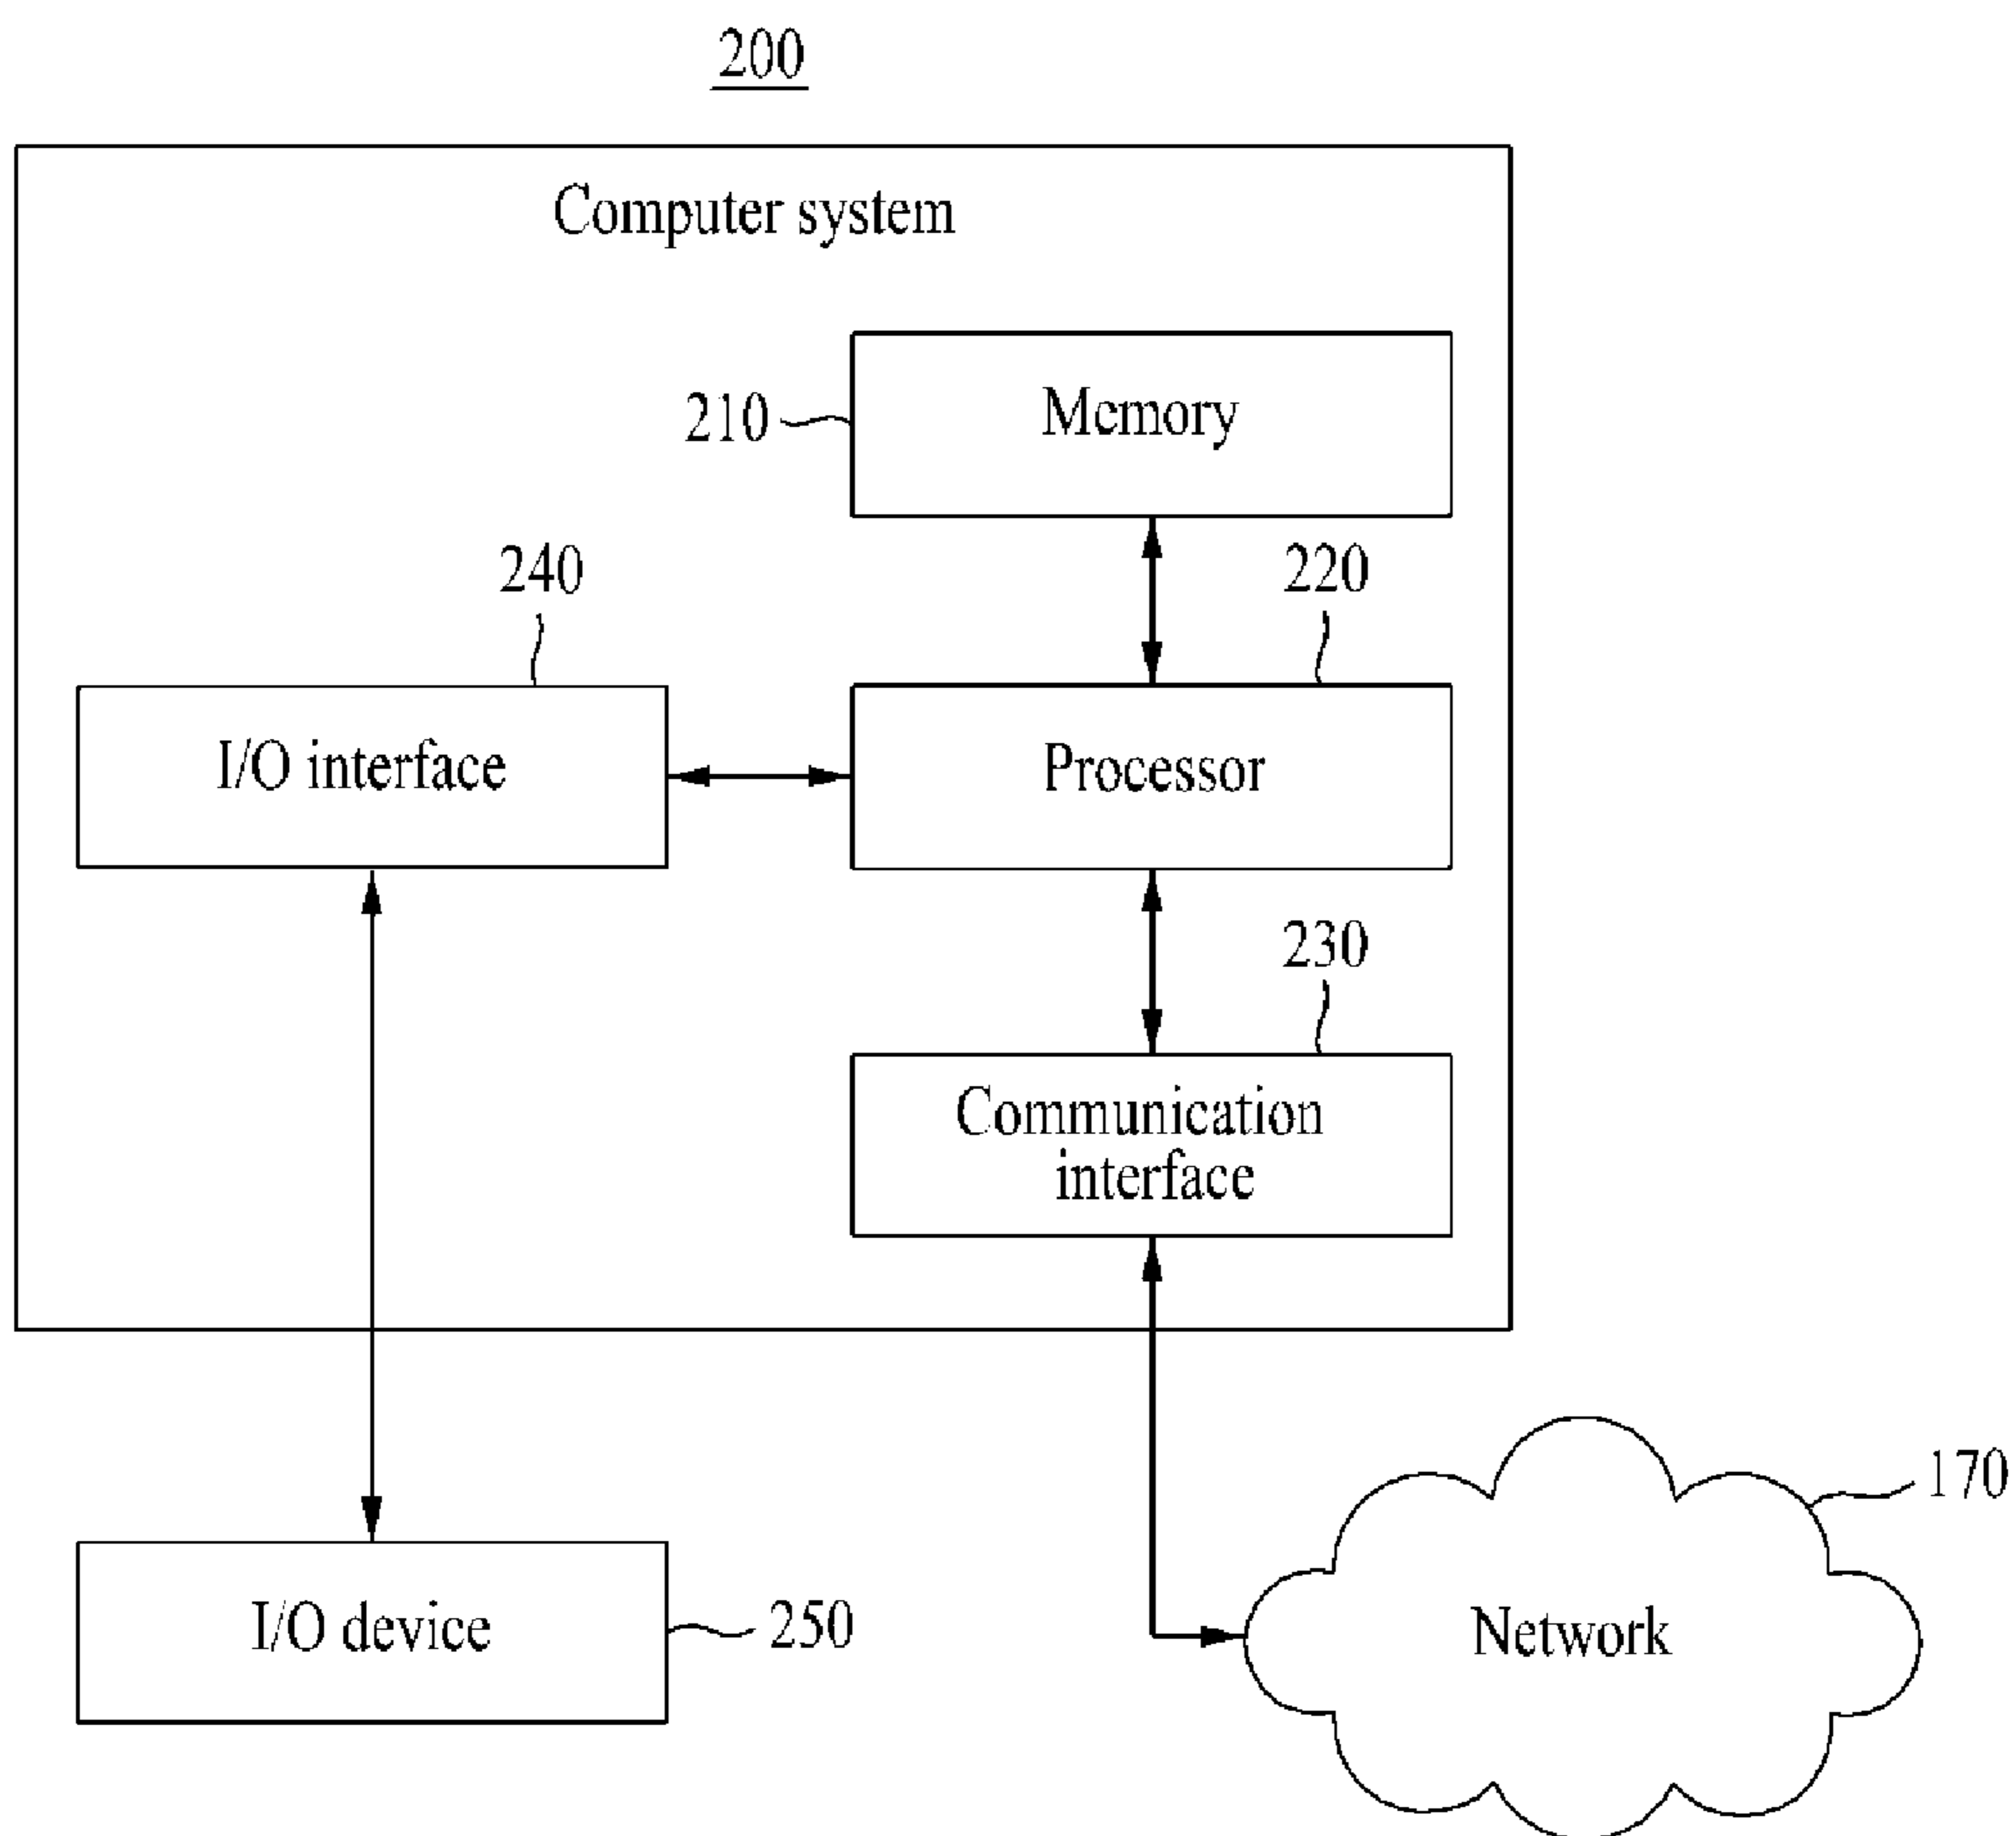 200
Computer system
Memory
210
240
220
I/O interface
Processor
230
Communication
interface
170
I/O device
250
Network